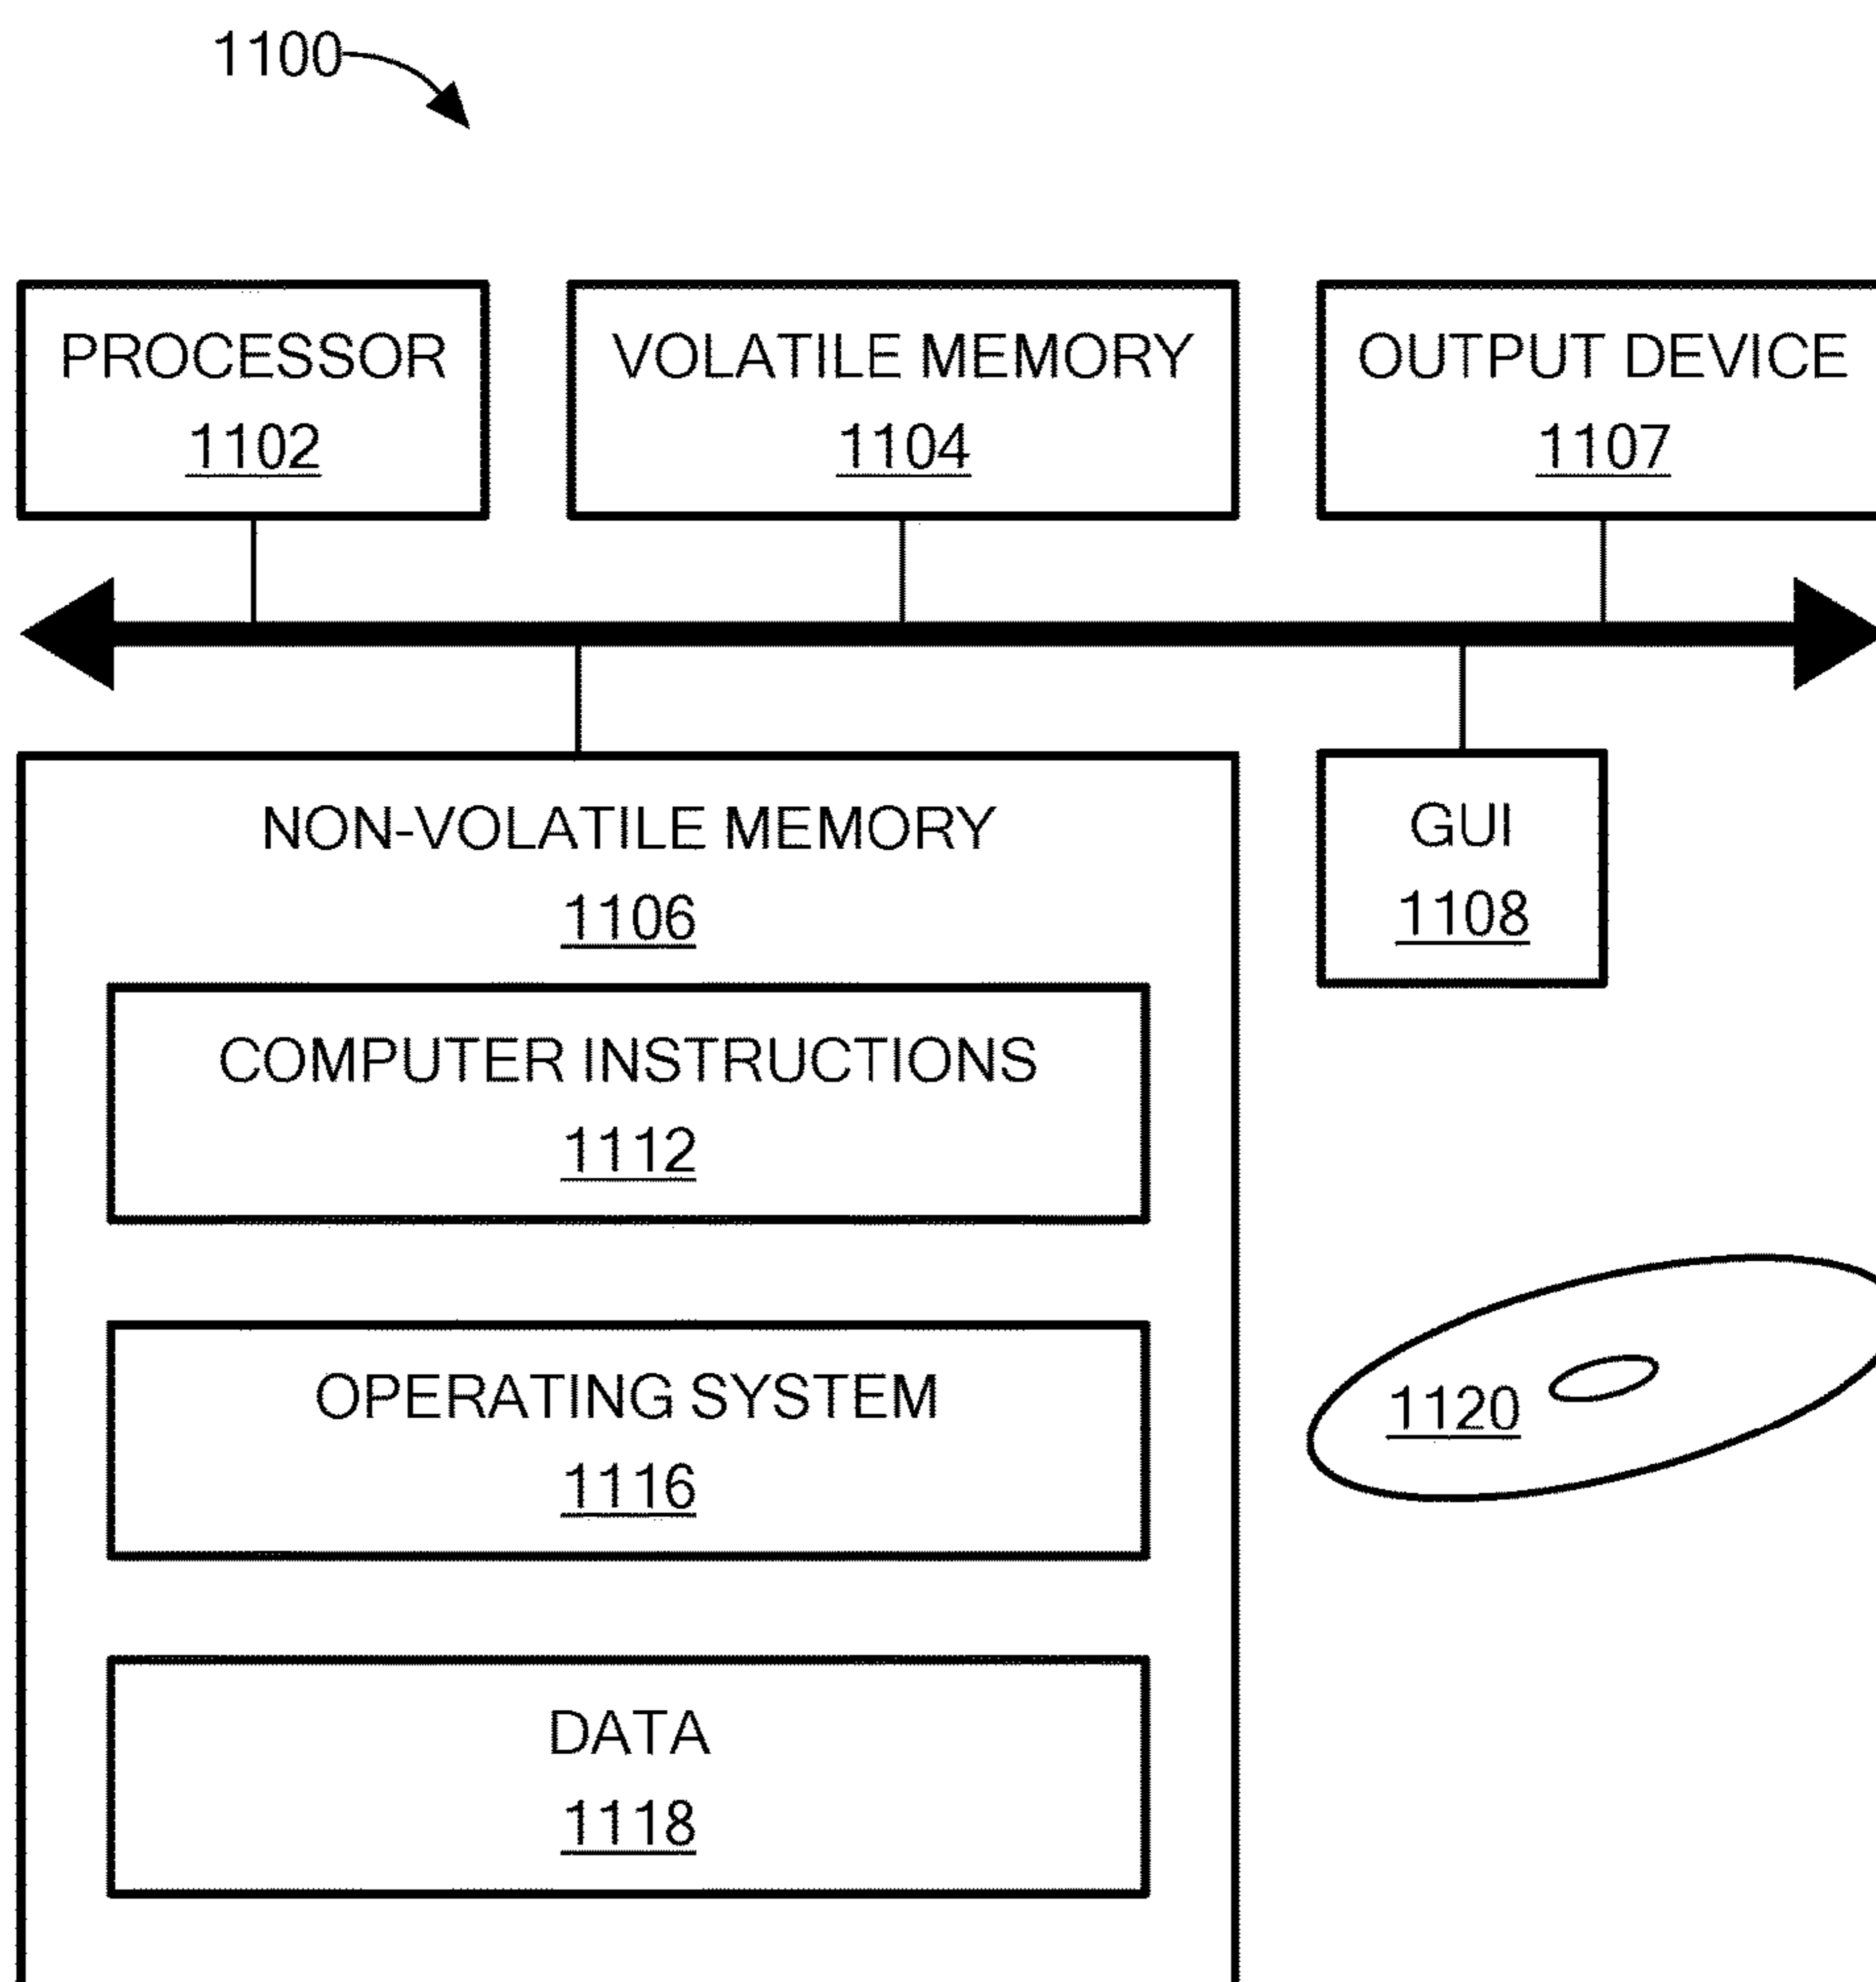 1100
PROCESSOR
1102
VOLATILE MEMORY
1104
OUTPUT DEVICE
1107
NON-VOLATILE MEMORY
1106
GUI
1108
COMPUTER INSTRUCTIONS
1112
OPERATING SYSTEM
1116
1120
DATA
1118